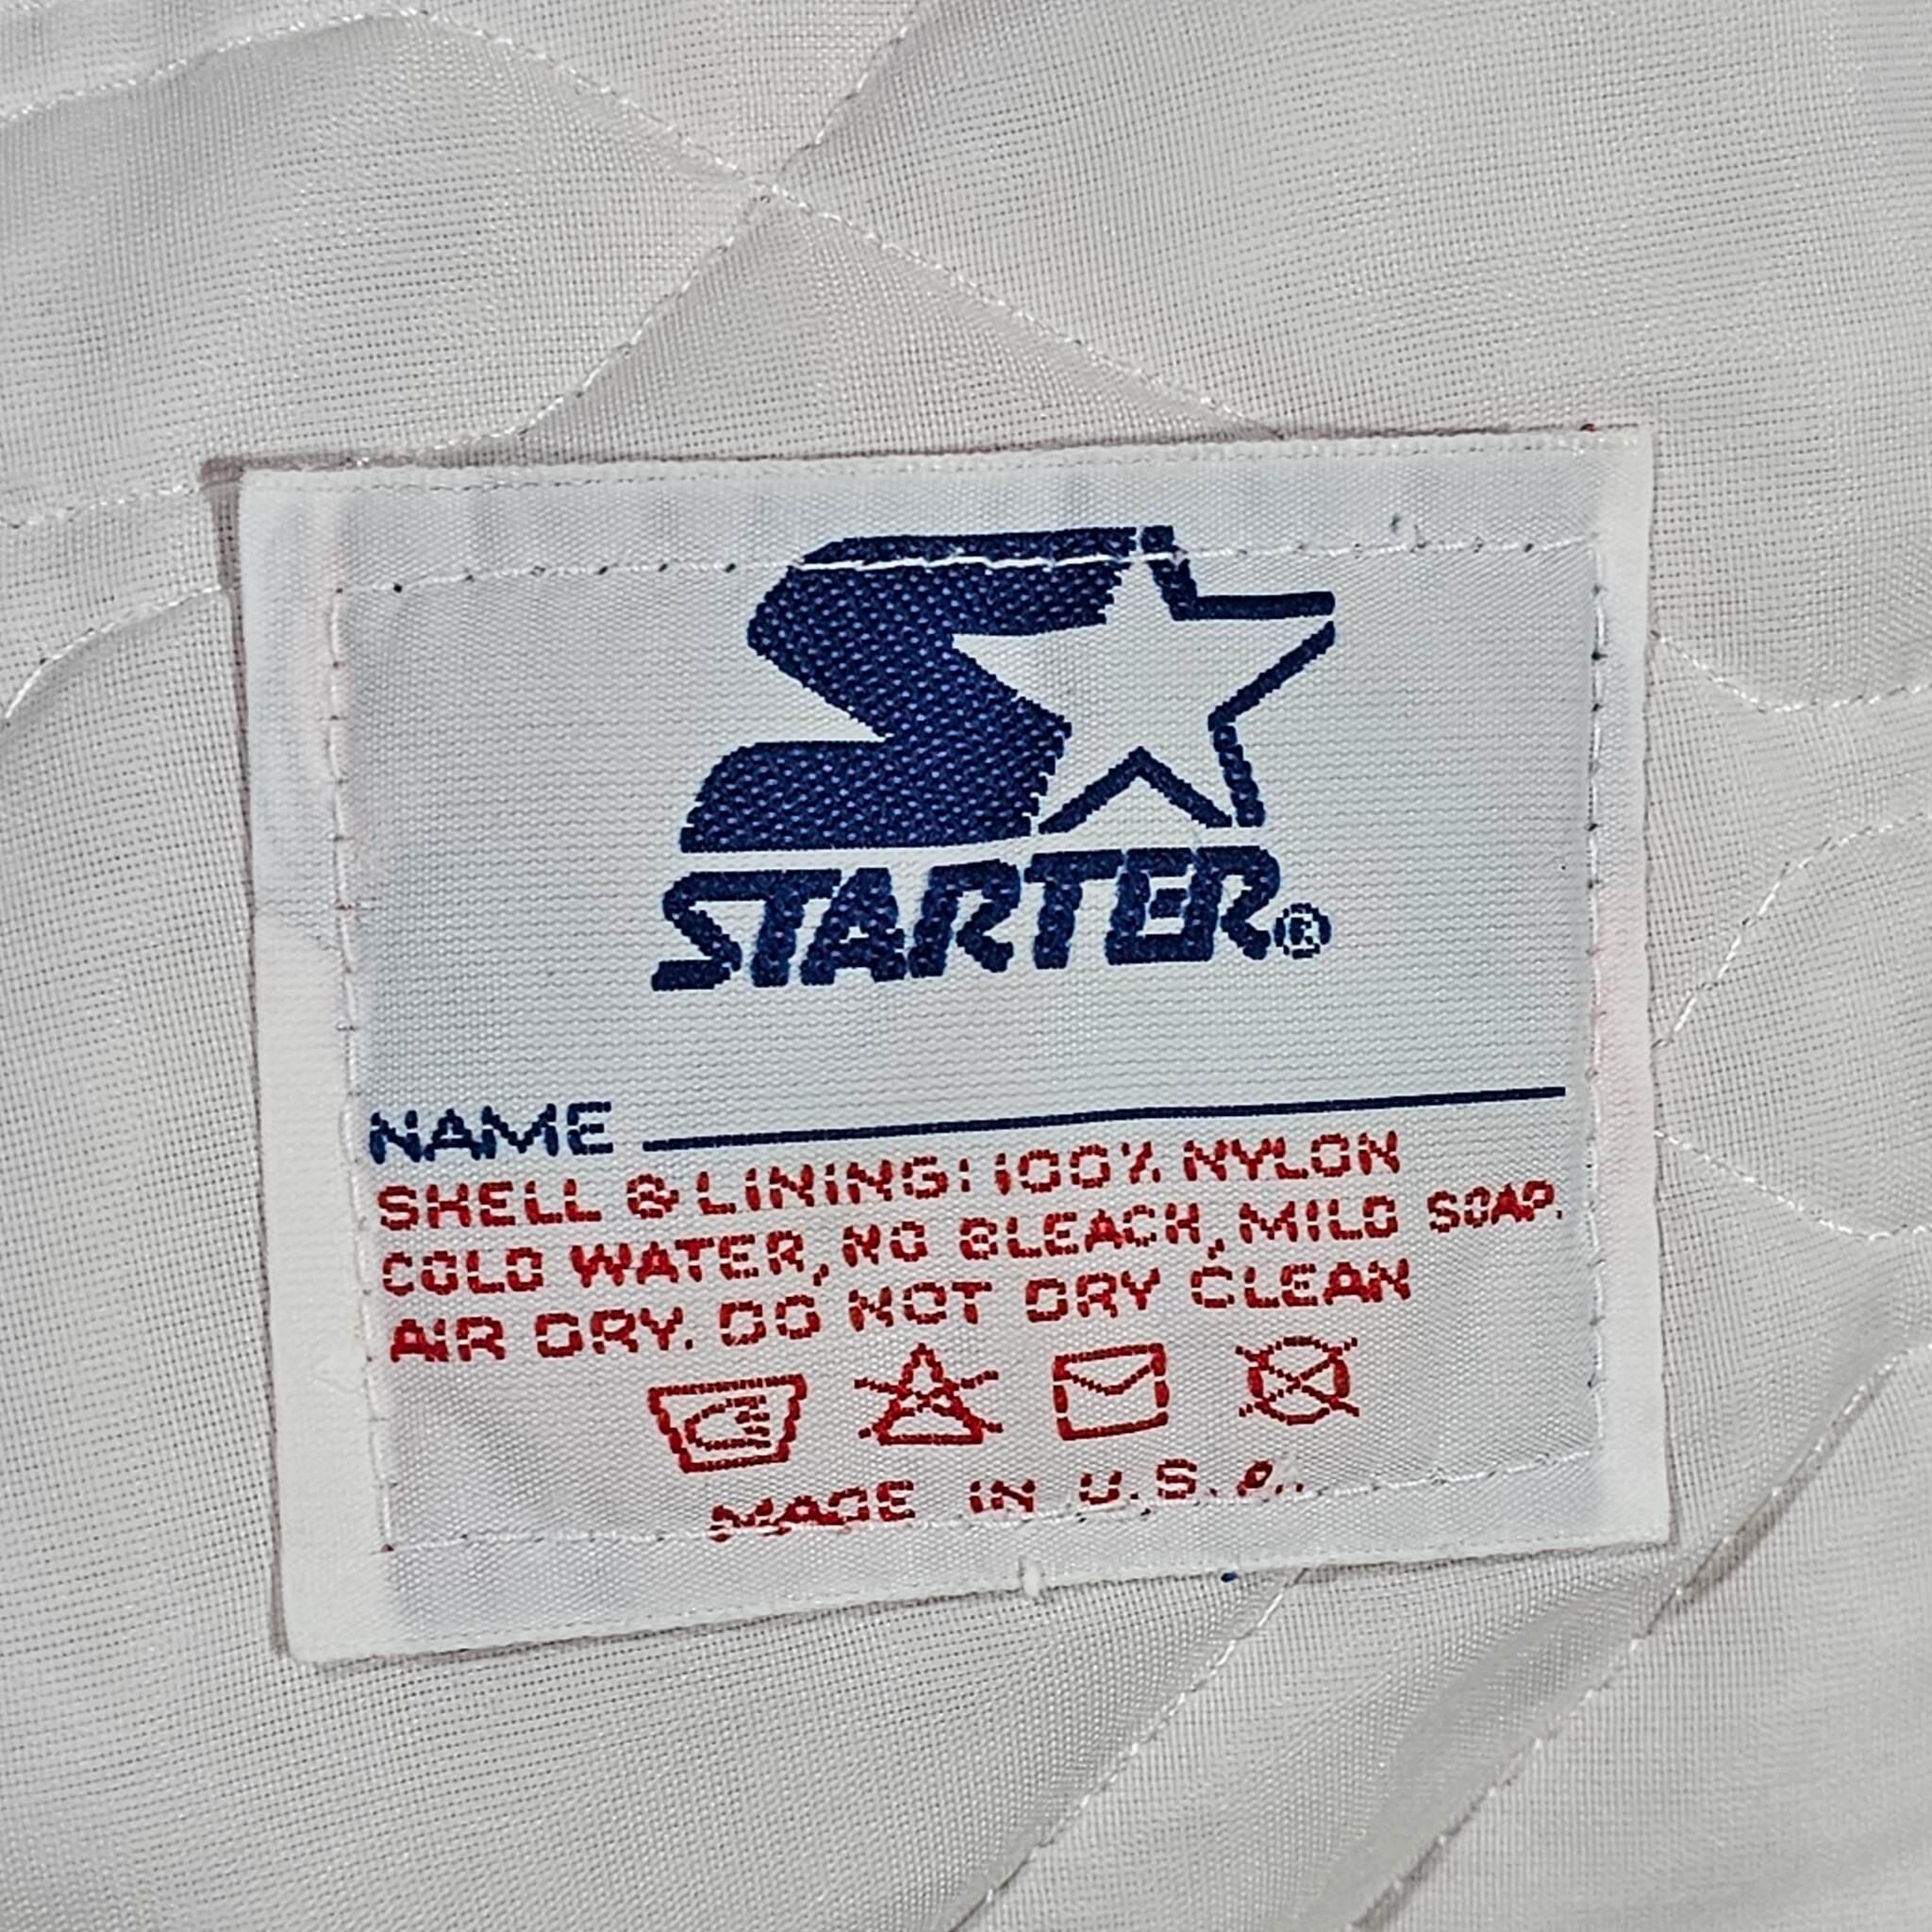 STARTER®
NAME
SHELL & LINING: 100% NYLON
COLD WATER, NO BLEACH, MILD SOAP.
AIR DRY. DO NOT DRY CLEAN
MADE IN U.S.A.